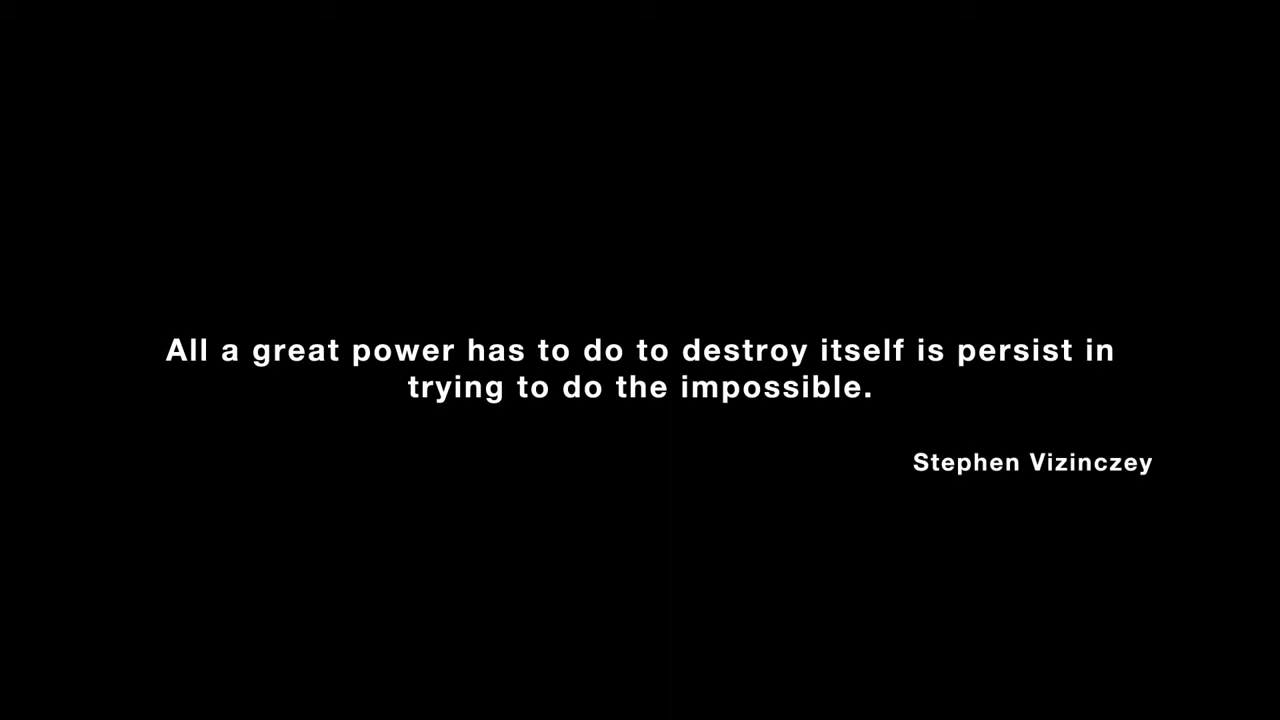 All a great power has to do to destroy itself is persist in
trying to do the impossible.
Stephen Vizinczey